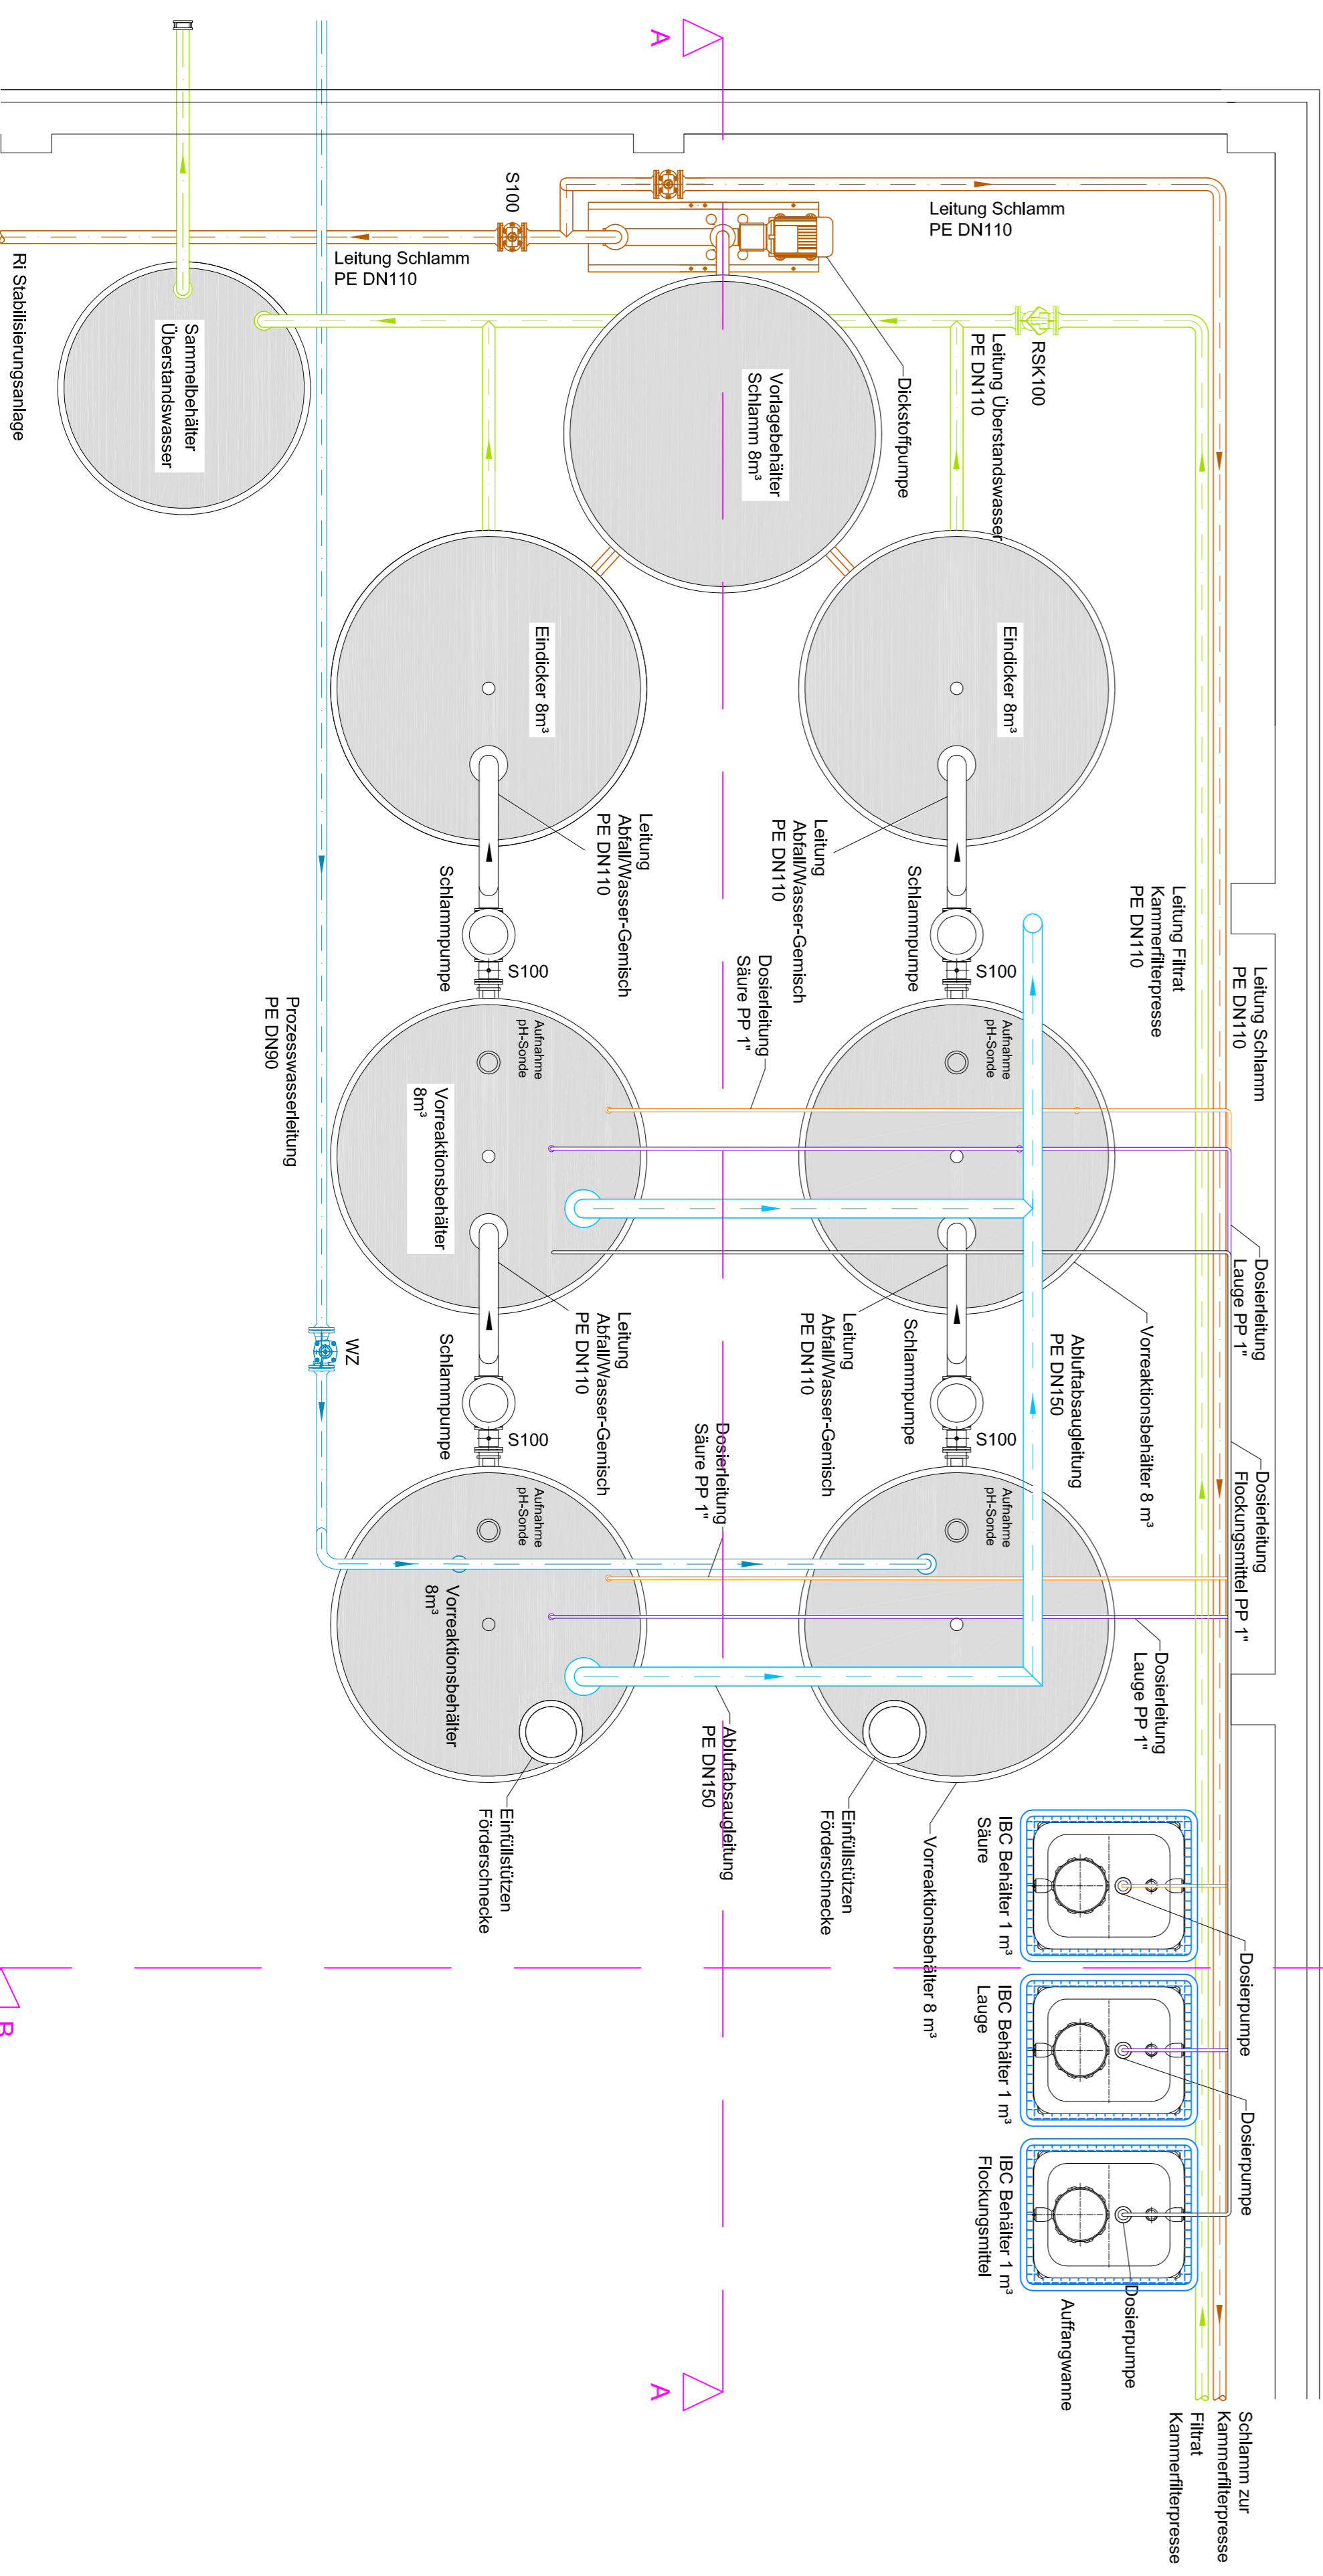 A
S100
Leitung Schlamm
PE DN110
Leitung Schlamm
PE DN110
Ri Stabilisierungsanlage
Sammelbehälter
Überstandswasser
Vorlagebehälter
Schlamm 8m³
Dickstoffpumpe
Leitung Überstandswasser
PE DN110
RSK100
Eindicker 8m³
Eindicker 8m³
Leitung
Abfall/Wasser-Gemisch
PE DN110
Leitung
Abfall/Wasser-Gemisch
PE DN110
Schlammpumpe
Schlammpumpe
S100
S100
Leitung Filtrat
Kammerfilterpresse
PE DN110
Leitung Schlamm
PE DN110
Dosierleitung
Säure PP 1"
Prozesswasserleitung
PE DN90
Aufnahme
pH-Sonde
Aufnahme
pH-Sonde
Vorreaktionsbehälter
8m³
Dosierleitung
Lauge PP 1"
Vorreaktionsbehälter 8 m³
WZ
Leitung
Abfall/Wasser-Gemisch
PE DN110
Leitung
Abfall/Wasser-Gemisch
PE DN110
Schlammpumpe
Schlammpumpe
Abluftabsaugleitung
PE DN150
S100
S100
Dosierleitung
Säure PP 1"
Dosierleitung
Flockungsmittel PP 1"
Aufnahme
pH-Sonde
Aufnahme
pH-Sonde
Vorreaktionsbehälter
8m³
Dosierleitung
Lauge PP 1"
Abluftabsaugleitung
PE DN150
Einfüllstützen
Förderschnecke
Einfüllstützen
Förderschnecke
Vorreaktionsbehälter 8 m³
IBC Behälter 1 m³
Säure
Dosierpumpe
B
IBC Behälter 1 m³
Lauge
Dosierpumpe
IBC Behälter 1 m³
Flockungsmittel
Dosierpumpe
Auffangwanne
A
Schlamm zur
Kammerfilterpresse
Filtrat
Kammerfilterpresse